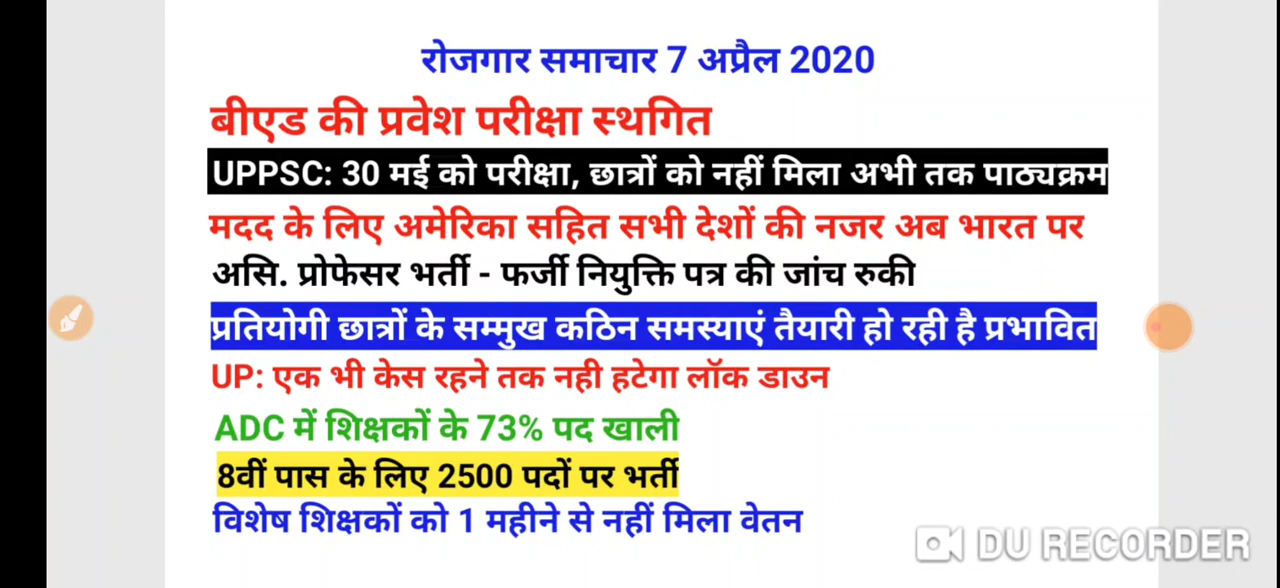 रोजगार समाचार 7 अप्रैल 2020
बीएड की प्रवेश परीक्षा स्थगित
UPPSC: 30 मई को परीक्षा, छात्रों को नहीं मिला अभी तक पाठ्यक्रम
मदद के लिए अमेरिका सहित सभी देशों की नजर अब भारत पर
असि. प्रोफेसर भर्ती - फर्जी नियुक्ति पत्र की जांच रुकी
प्रतियोगी छात्रों के सम्मुख कठिन समस्याएं तैयारी हो रही है प्रभावित
UP: एक भी केस रहने तक नही हटेगा लॉक डाउन
ADC में शिक्षकों के 73% पद खाली
8वीं पास के लिए 2500 पदों पर भर्ती
विशेष शिक्षकों को 1 महीने से नहीं मिला वेतन
DU RECORDER